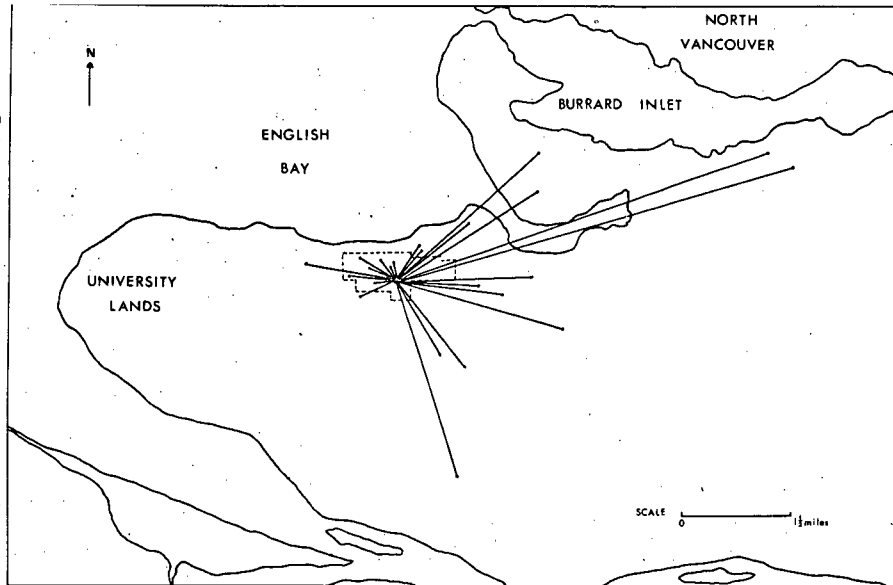 NORTH
VANCOUVER
N
BURRARD INLET
ENGLISH
BAY
UNIVERSITY
LANDS
SCALE
0
1½ miles